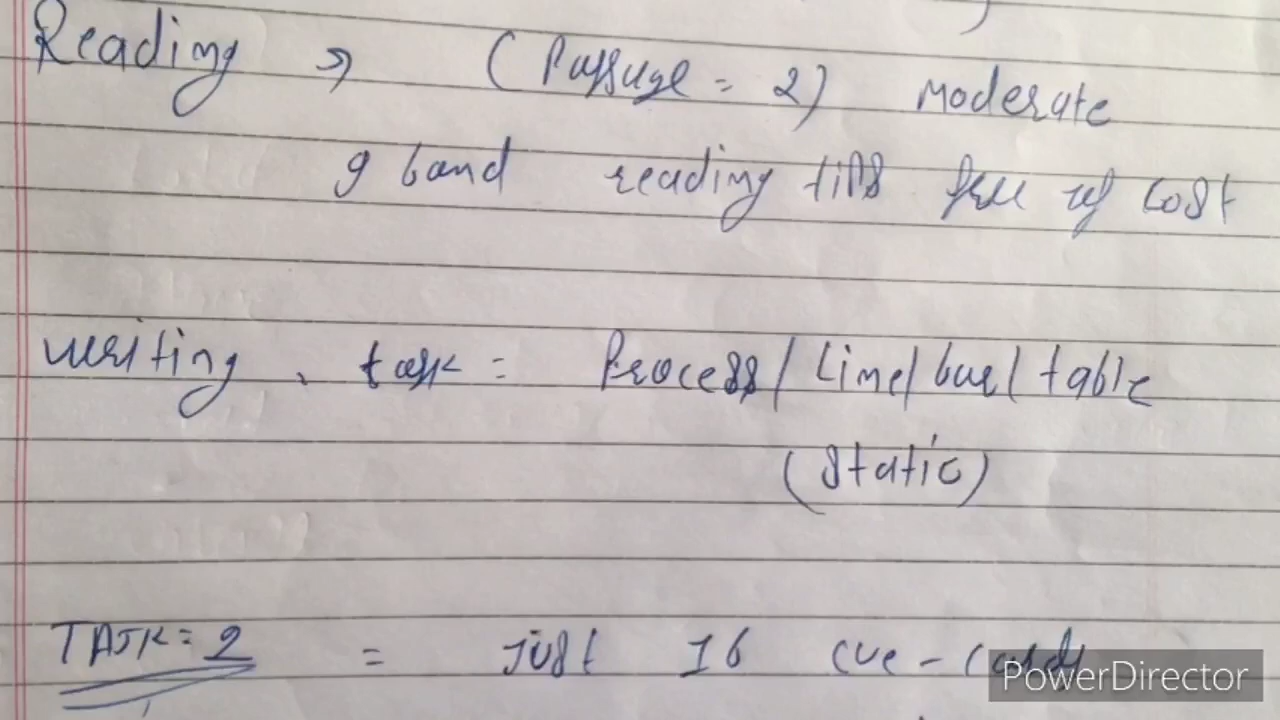 Reading → (Passage = 2) moderate
9 band reading tips free of cost
writing, task = Process/Line/bar/table
(static)
TASK = 2 = Just 16 cue-cards
PowerDirector